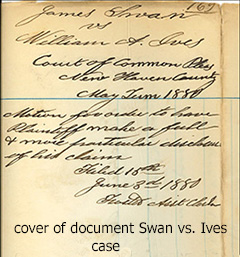 167
James Swan
vs
William A. Ives
Court of Common Pleas
New Haven County
May Term 1880
Motion for order to have
Plaintiff make a full
& more particular disclosure
of his claim
Filed
June 3d 1880
Asst Clerk
cover of document Swan vs. Ives
case